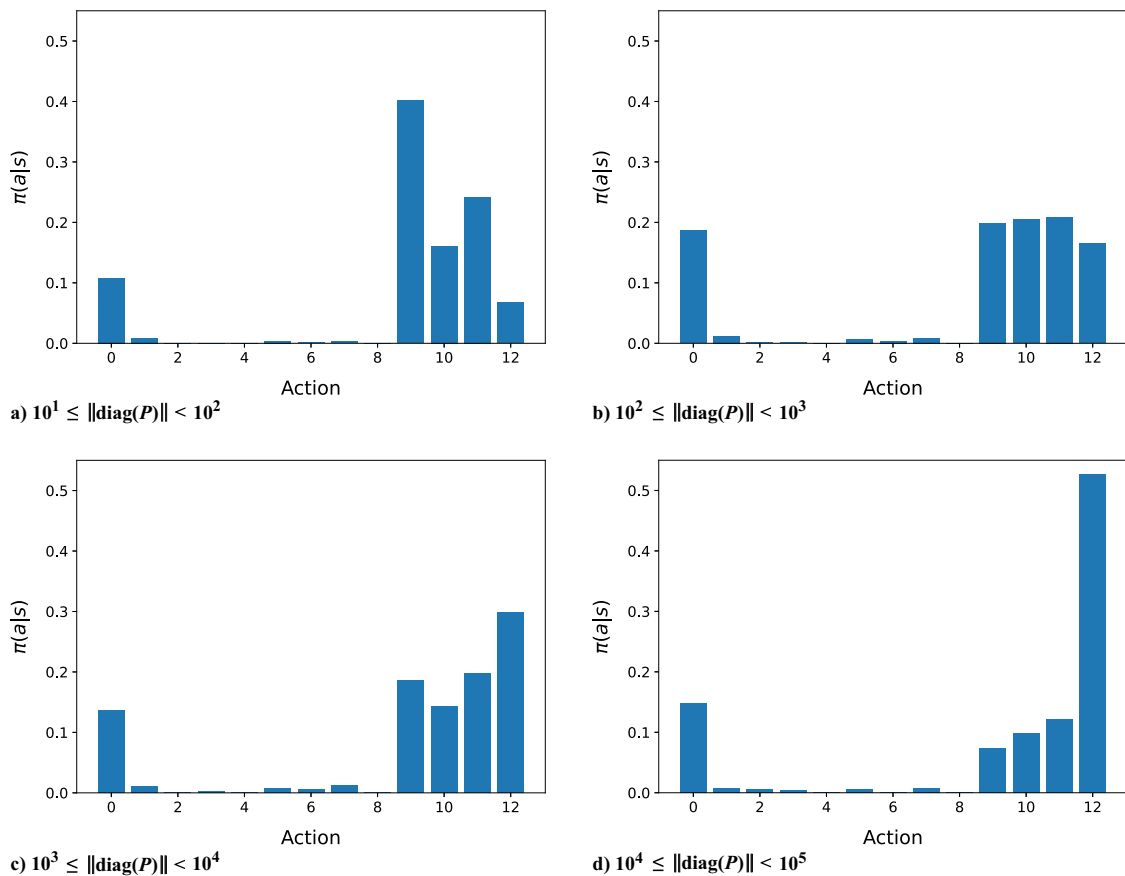 0.5
0.4
0.3
0.2
0.1
0.0
π(a|s)
0 2 4 6 8 10 12
Action
a) 10¹ ≤ ‖diag(P)‖ < 10²
0.5
0.4
0.3
0.2
0.1
0.0
π(a|s)
0 2 4 6 8 10 12
Action
b) 10² ≤ ‖diag(P)‖ < 10³
0.5
0.4
0.3
0.2
0.1
0.0
π(a|s)
0 2 4 6 8 10 12
Action
c) 10³ ≤ ‖diag(P)‖ < 10⁴
0.5
0.4
0.3
0.2
0.1
0.0
π(a|s)
0 2 4 6 8 10 12
Action
d) 10⁴ ≤ ‖diag(P)‖ < 10⁵